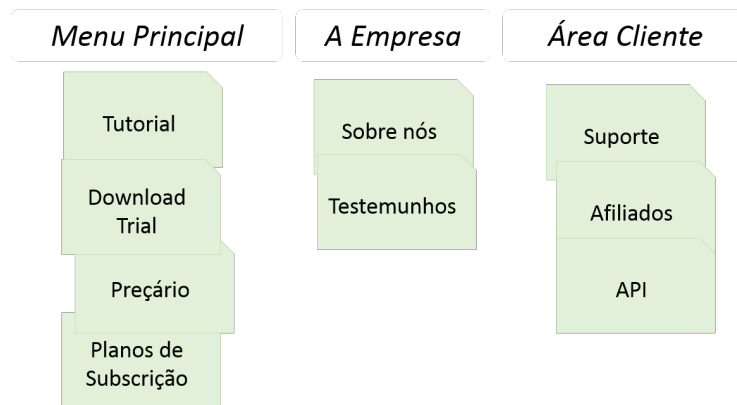 Menu Principal
Tutorial
Download
Trial
Preçário
Planos de
Subscrição
A Empresa
Sobre nós
Testemunhos
Área Cliente
Suporte
Afiliados
API